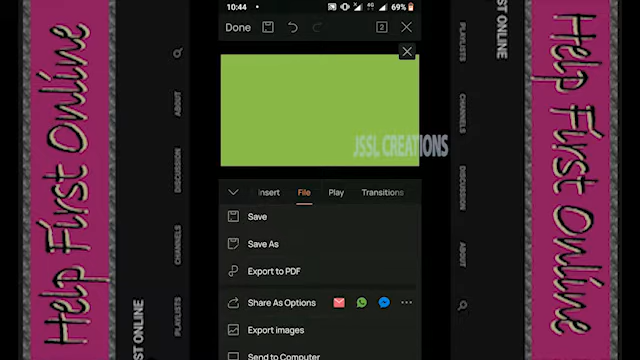 10:44
69%
Done
2
JSSL CREATIONS
Insert
File
Play
Transitions
Save
Save As
Export to PDF
Share As Options
Export images
Send to Computer
Help First Online
Help First Online
ABOUT
DISCUSSION
CHANNELS
PLAYLISTS
ST ONLINE
ST ONLINE
PLAYLISTS
CHANNELS
DISCUSSION
ABOUT